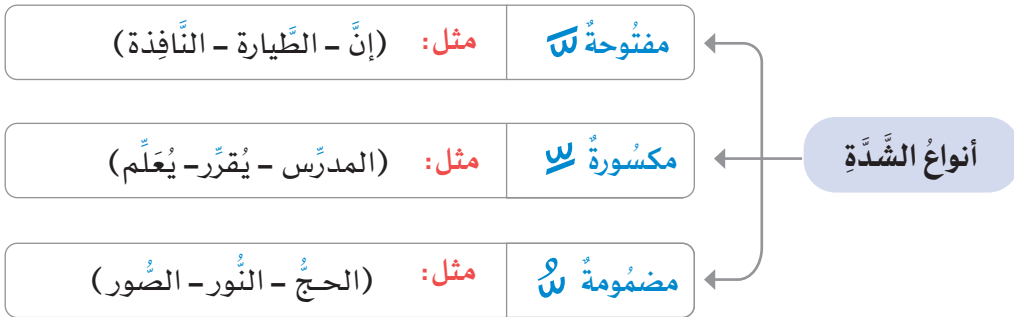 أنواعُ الشَّدَّةِ
مفتُوحةٌ ـَّ مثل: (إنَّ – الطَّيارة – النَّافِذة)
مكسُورةٌ ـِّ مثل: (المدرِّس – يُقرِّر– يُعَلِّم)
مضمُومةٌ ـُّ مثل: (الحجُّ – النُّور– الصُّور)